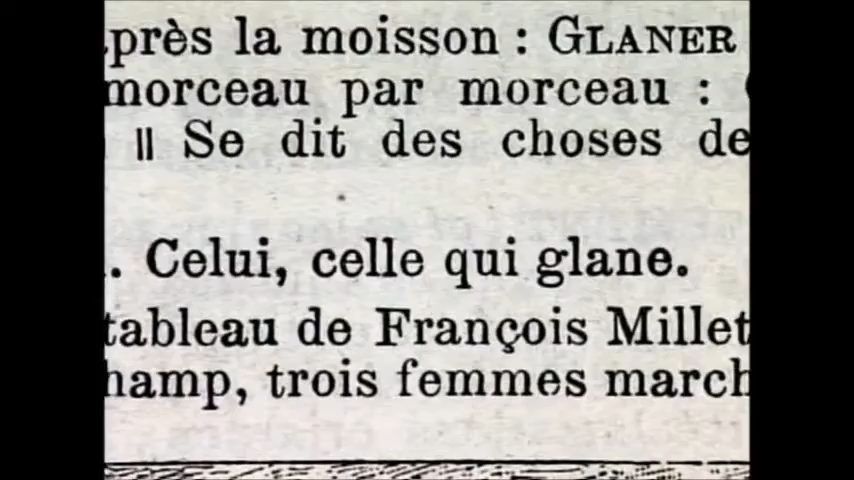 près la moisson : GLANER
morceau par morceau :
|| Se dit des choses de
. Celui, celle qui glane.
tableau de François Millet
hamp, trois femmes march